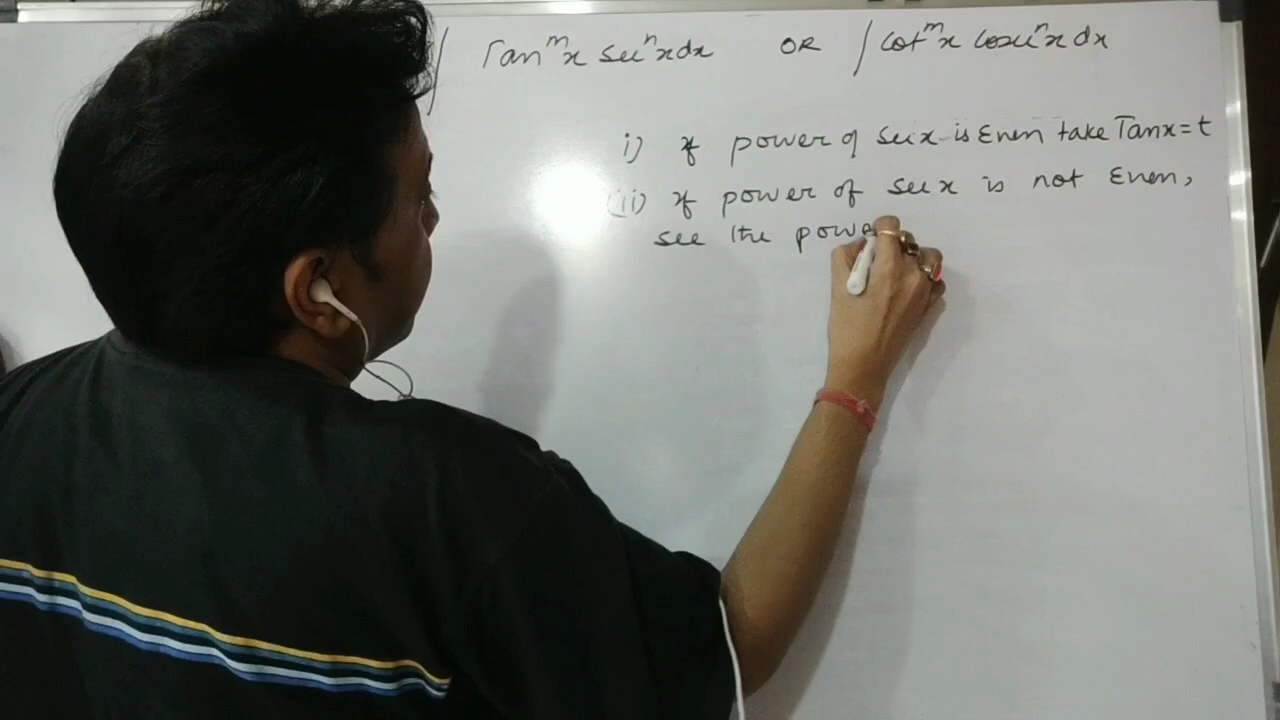 ∫ Tanᵐx secⁿx dx OR ∫ cotᵐx cosecⁿx dx
i) If power of sec x is Even take Tanx = t
(ii) If power of sec x is not Even,
see the powe